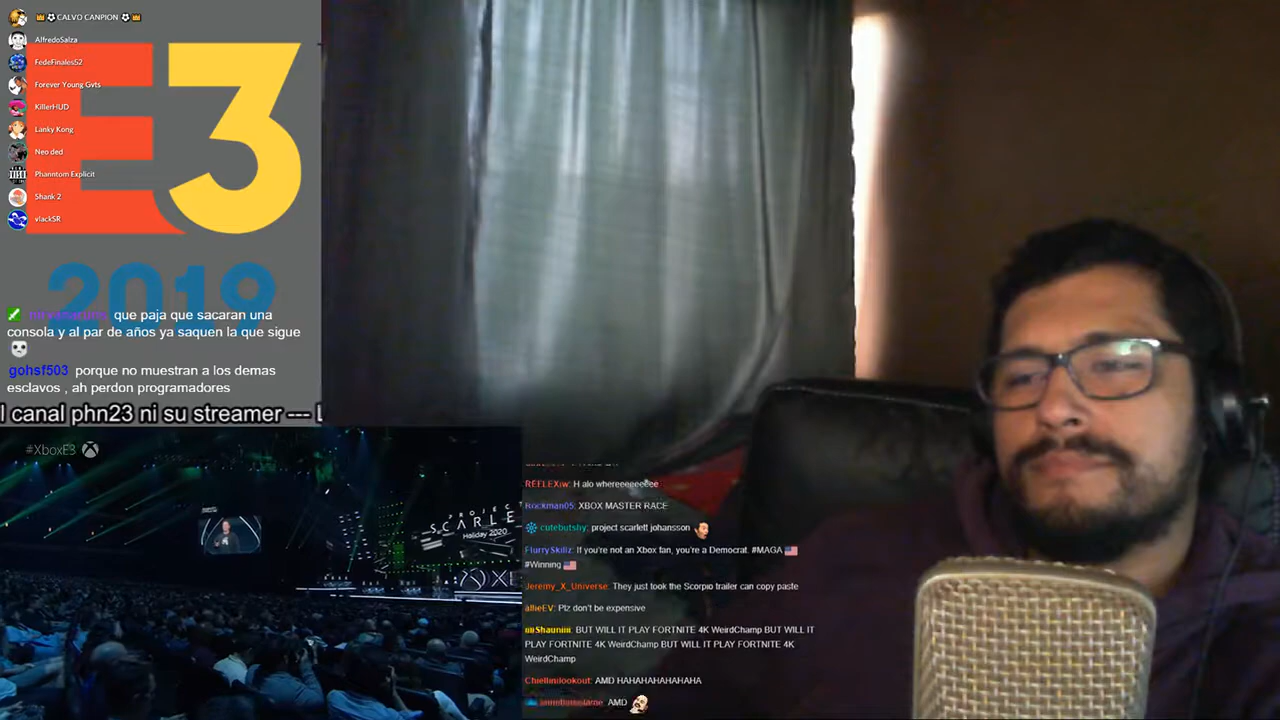 CALVO CANPION
AlfredoSalza
FedeFinales52
Forever Young Gvts
KillerHUD
Lanky Kong
Neo ded
Phanntom Explicit
Shank 2
vlackSR
E3
2019
que paja que sacaran una
consola y al par de años ya saquen la que sigue
gohsf503 porque no muestran a los demas
esclavos , ah perdon programadores
l canal phn23 ni su streamer ---
#XboxE3
PROJECT
SCARLE
Holiday 2020
REFLEXiw: H alo whereeeeeeeee
Rockman05: XBOX MASTER RACE
cutebutshy: project scarlett johansson
FlurrySkillz: If you're not an Xbox fan, you're a Democrat. #MAGA
#Winning
Jeremy_X_Universe: They just took the Scorpio trailer can copy paste
allieEV: Plz don't be expensive
BUT WILL IT PLAY FORTNITE 4K WeirdChamp BUT WILL IT
PLAY FORTNITE 4K WeirdChamp BUT WILL IT PLAY FORTNITE 4K
WeirdChamp
Chiellinilookout: AMD HAHAHAHAHAHA
AMD